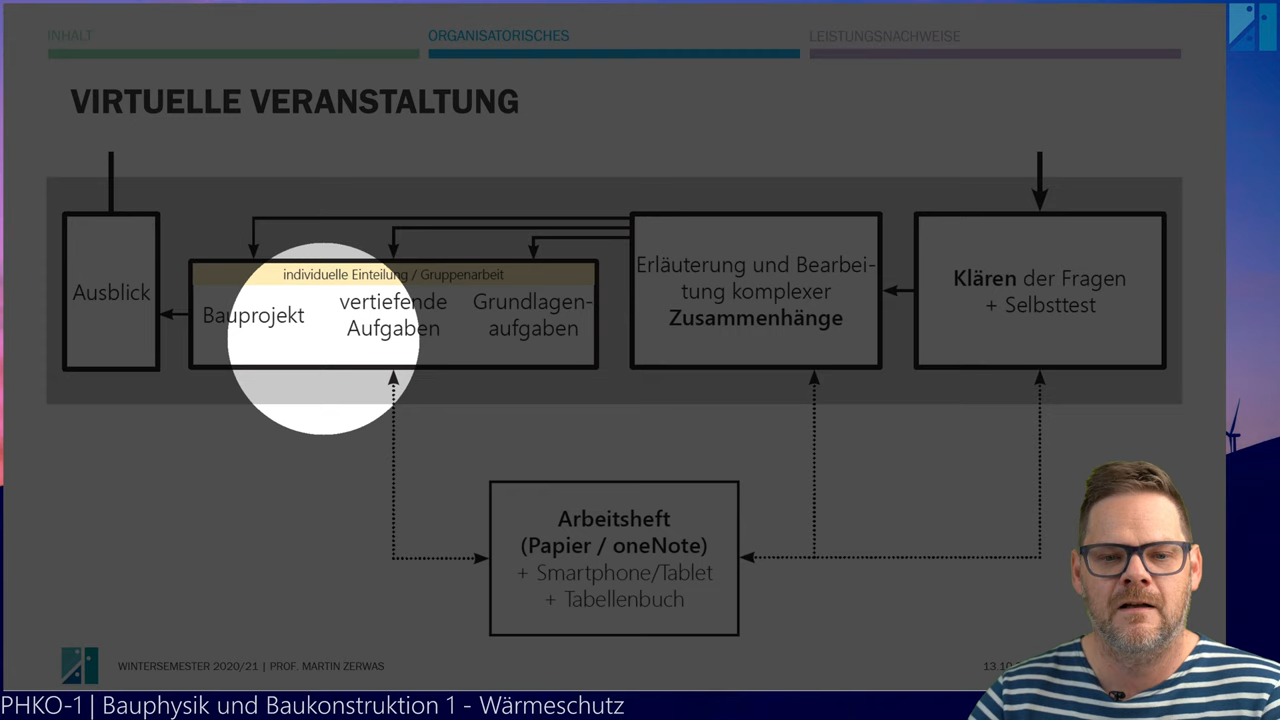 INHALT
ORGANISATORISCHES
LEISTUNGSNACHWEISE
VIRTUELLE VERANSTALTUNG
Ausblick
individuelle Einteilung / Gruppenarbeit
Bauprojekt
vertiefende
Aufgaben
Grundlagen-
aufgaben
Erläuterung und Bearbei-
tung komplexer
Zusammenhänge
Klären der Fragen
+ Selbsttest
Arbeitsheft
(Papier / oneNote)
+ Smartphone/Tablet
+ Tabellenbuch
WINTERSEMESTER 2020/21 | PROF. MARTIN ZERWAS
13.10
PHKO-1 | Bauphysik und Baukonstruktion 1 - Wärmeschutz